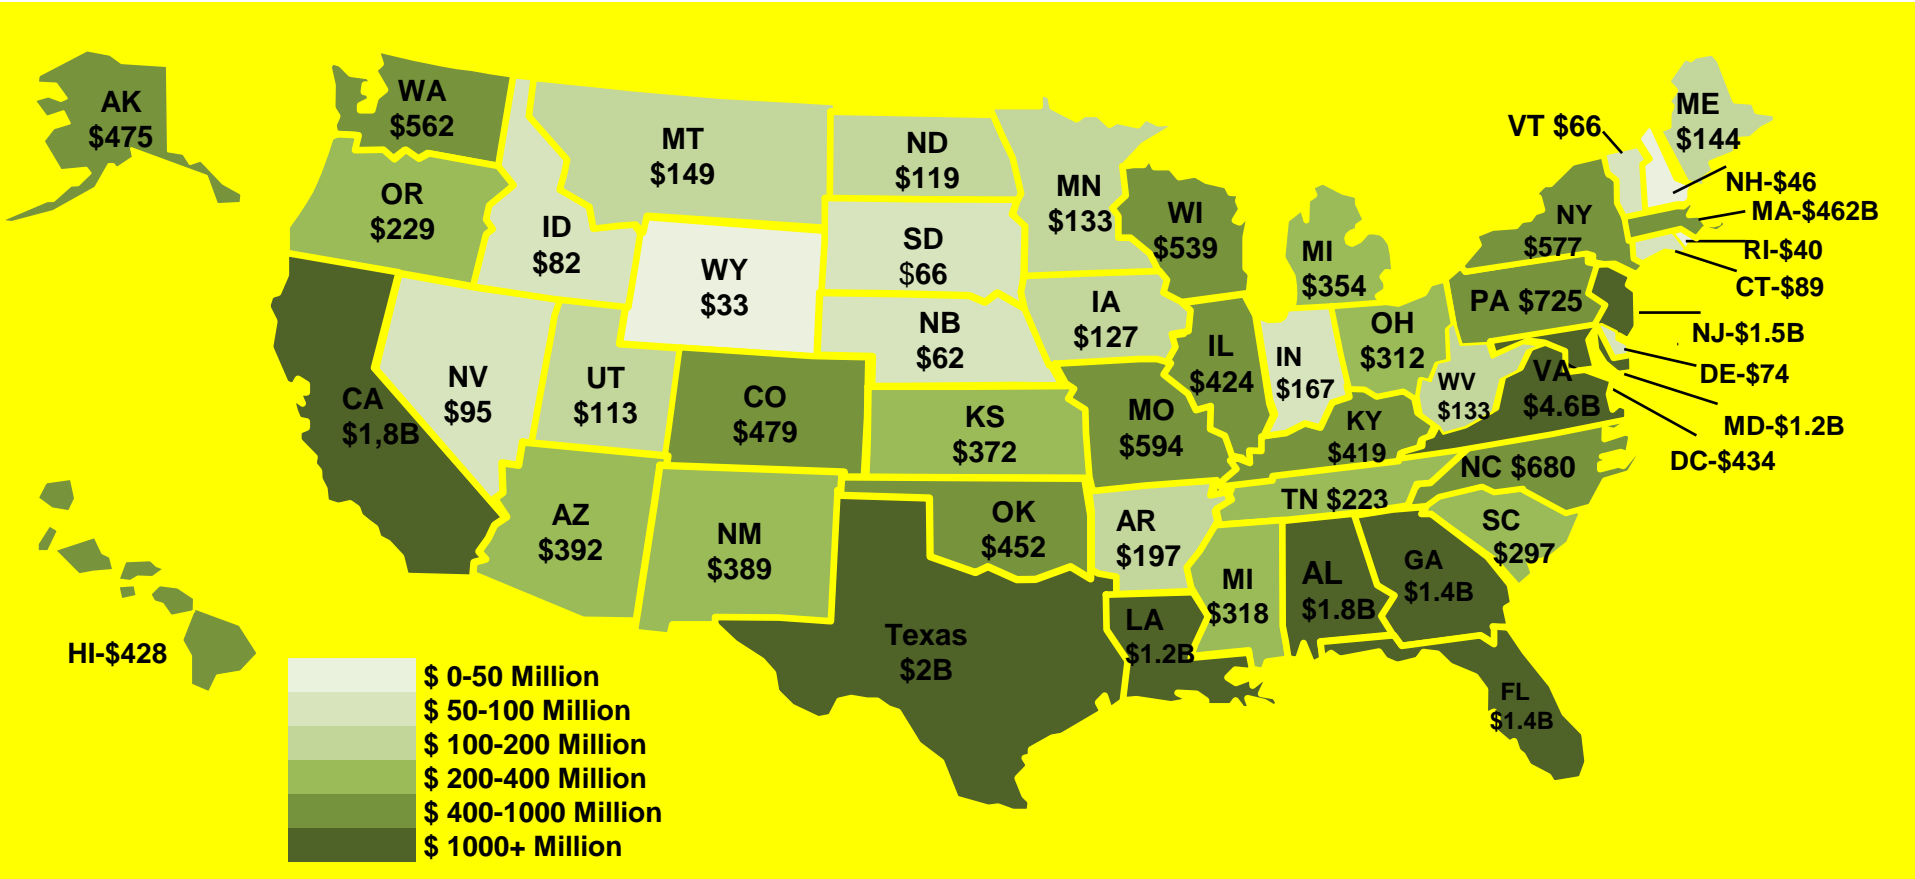 AK
$475
WA
$562
OR
$229
MT
$149
ID
$82
WY
$33
ND
$119
SD
$66
NB
$62
MN
$133
WI
$539
IA
$127
MI
$354
VT $66
ME
$144
NH-$46
MA-$462B
NY
$577
RI-$40
CT-$89
PA $725
NJ-$1.5B
DE-$74
MD-$1.2B
DC-$434
OH
$312
IN
$167
IL
$424
WV
$133
VA
$4.6B
KY
$419
CA
$1,8B
NV
$95
UT
$113
CO
$479
KS
$372
MO
$594
NC $680
TN $223
SC
$297
AZ
$392
NM
$389
OK
$452
AR
$197
MI
$318
AL
$1.8B
GA
$1.4B
LA
$1.2B
Texas
$2B
FL
$1.4B
HI-$428
$ 0-50 Million
$ 50-100 Million
$ 100-200 Million
$ 200-400 Million
$ 400-1000 Million
$ 1000+ Million